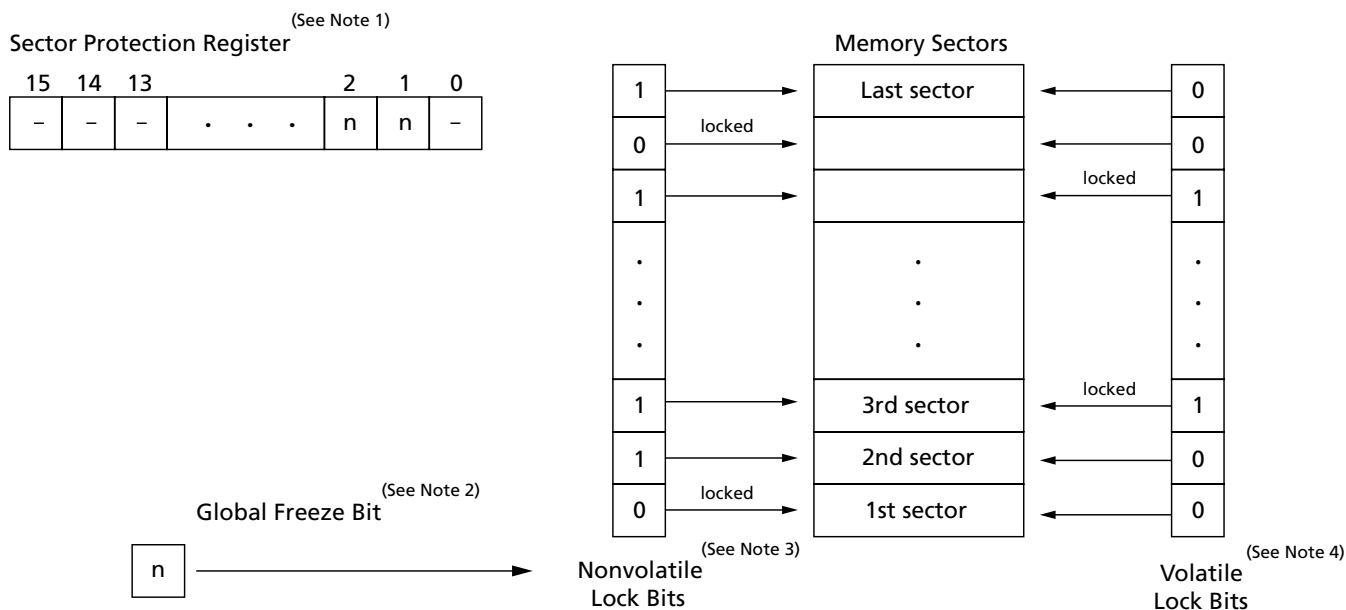 (See Note 1)
Sector Protection Register
15 14 13 2 1 0
– – – · · · n n –
Memory Sectors
1 Last sector 0
0 locked 0
1 locked 1
· · ·
· · ·
· · ·
1 3rd sector locked 1
1 2nd sector 0
0 locked 1st sector 0
Global Freeze Bit (See Note 2)
n
Nonvolatile (See Note 3)
Lock Bits
Volatile (See Note 4)
Lock Bits